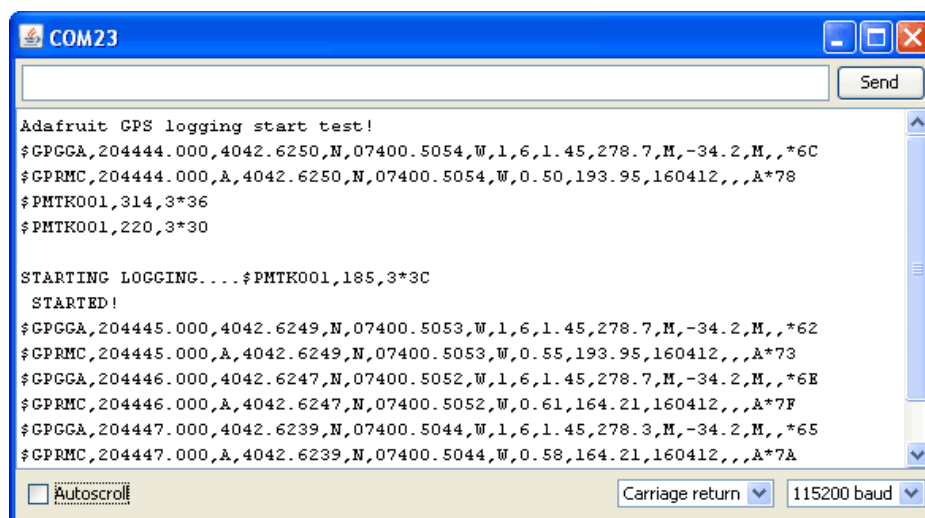 COM23
Send
Adafruit GPS logging start test!
$GPGGA,204444.000,4042.6250,N,07400.5054,W,1,6,1.45,278.7,M,-34.2,M,,*6C
$GPRMC,204444.000,A,4042.6250,N,07400.5054,W,0.50,193.95,160412,,,A*78
$PMTK001,314,3*36
$PMTK001,220,3*30
STARTING LOGGING....$PMTK001,185,3*3C
STARTED!
$GPGGA,204445.000,4042.6249,N,07400.5053,W,1,6,1.45,278.7,M,-34.2,M,,*62
$GPRMC,204445.000,A,4042.6249,N,07400.5053,W,0.55,193.95,160412,,,A*73
$GPGGA,204446.000,4042.6247,N,07400.5052,W,1,6,1.45,278.7,M,-34.2,M,,*6E
$GPRMC,204446.000,A,4042.6247,N,07400.5052,W,0.61,164.21,160412,,,A*7F
$GPGGA,204447.000,4042.6239,N,07400.5044,W,1,6,1.45,278.3,M,-34.2,M,,*65
$GPRMC,204447.000,A,4042.6239,N,07400.5044,W,0.58,164.21,160412,,,A*7A
Autoscroll
Carriage return
115200 baud